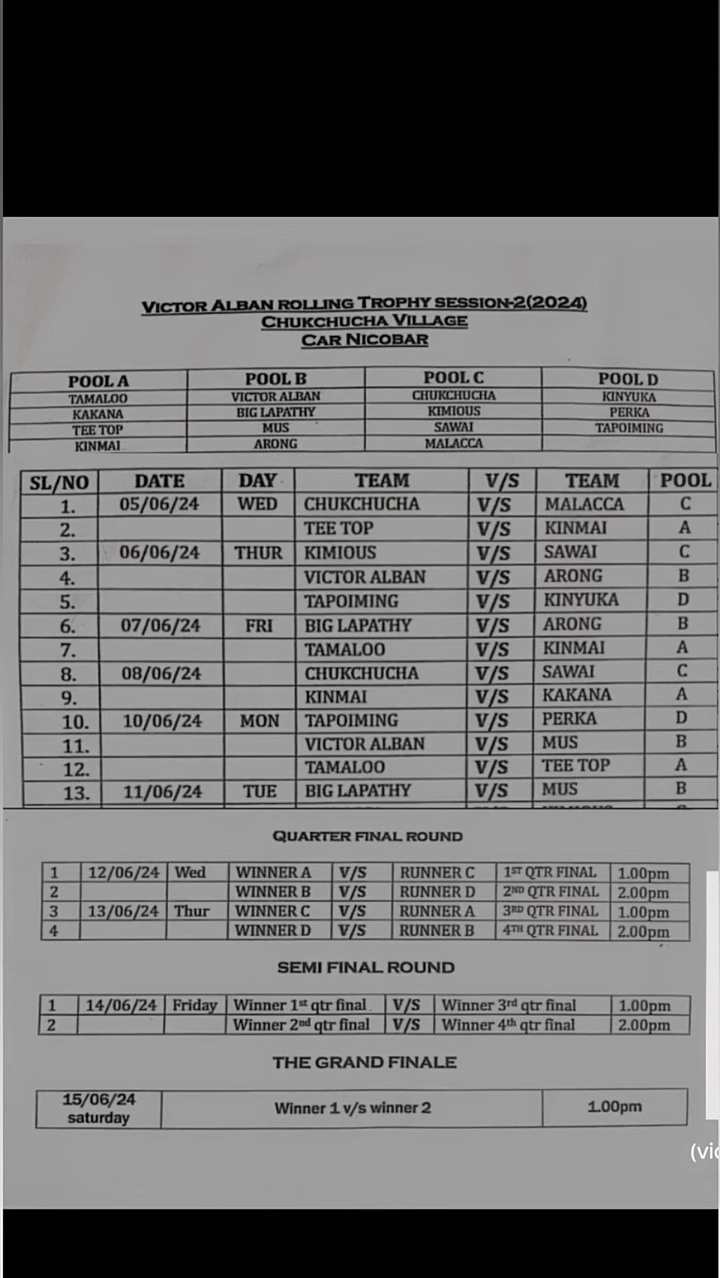 VICTOR ALBAN ROLLING TROPHY SESSION-2(2024)
CHUKCHUCHA VILLAGE
CAR NICOBAR
POOL A POOL B POOL C POOL D
TAMALOO VICTOR ALBAN CHUKCHUCHA KINYUKA
KAKANA BIG LAPATHY KIMIOUS PERKA
TEE TOP MUS SAWAI TAPOIMING
KINMAI ARONG MALACCA
SL/NO DATE DAY TEAM V/S TEAM POOL
1. 05/06/24 WED CHUKCHUCHA V/S MALACCA C
2. TEE TOP V/S KINMAI A
3. 06/06/24 THUR KIMIOUS V/S SAWAI C
4. VICTOR ALBAN V/S ARONG B
5. TAPOIMING V/S KINYUKA D
6. 07/06/24 FRI BIG LAPATHY V/S ARONG B
7. TAMALOO V/S KINMAI A
8. 08/06/24 CHUKCHUCHA V/S SAWAI C
9. KINMAI V/S KAKANA A
10. 10/06/24 MON TAPOIMING V/S PERKA D
11. VICTOR ALBAN V/S MUS B
12. TAMALOO V/S TEE TOP A
13. 11/06/24 TUE BIG LAPATHY V/S MUS B
QUARTER FINAL ROUND
1 12/06/24 Wed WINNER A V/S RUNNER C 1ST QTR FINAL 1.00pm
2 WINNER B V/S RUNNER D 2ND QTR FINAL 2.00pm
3 13/06/24 Thur WINNER C V/S RUNNER A 3RD QTR FINAL 1.00pm
4 WINNER D V/S RUNNER B 4TH QTR FINAL 2.00pm
SEMI FINAL ROUND
1 14/06/24 Friday Winner 1st qtr final V/S Winner 3rd qtr final 1.00pm
2 Winner 2nd qtr final V/S Winner 4th qtr final 2.00pm
THE GRAND FINALE
15/06/24 saturday Winner 1 v/s winner 2 1.00pm